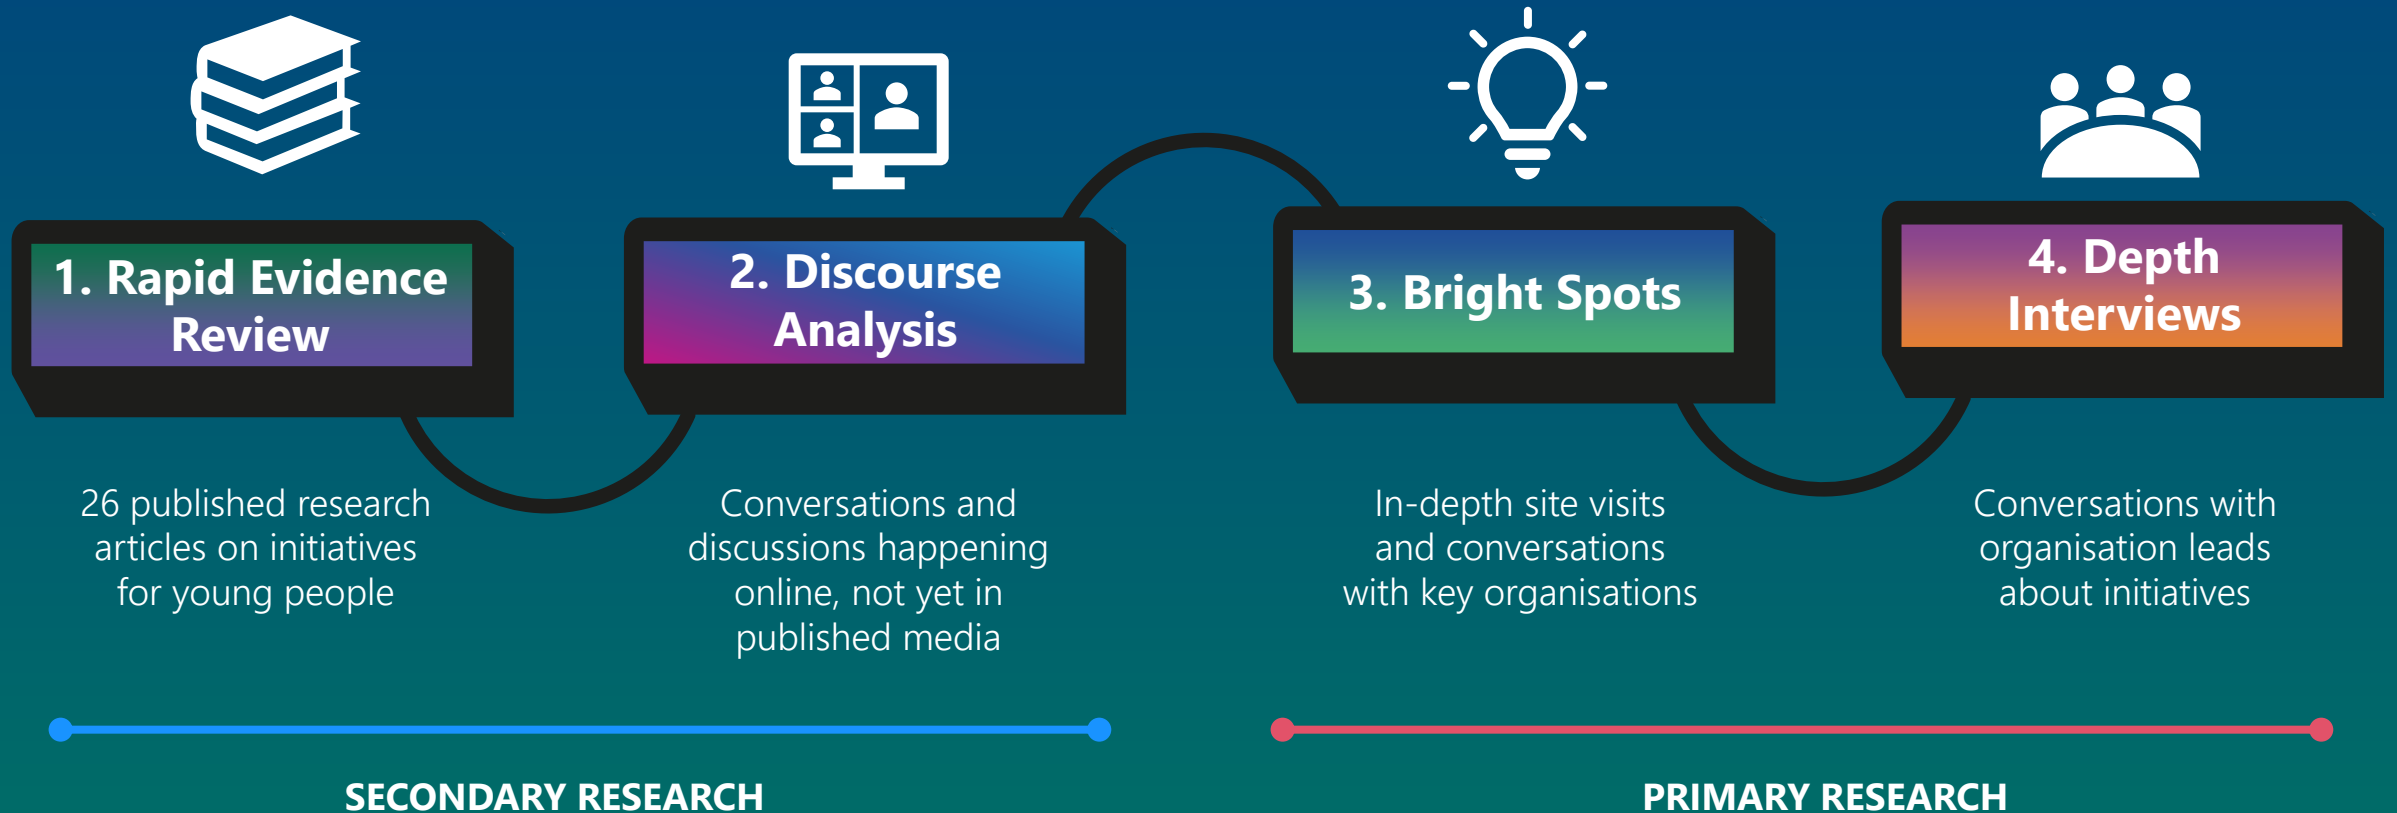 1. Rapid Evidence
Review
2. Discourse
Analysis
3. Bright Spots
4. Depth
Interviews
26 published research
articles on initiatives
for young people
Conversations and
discussions happening
online, not yet in
published media
In-depth site visits
and conversations
with key organisations
Conversations with
organisation leads
about initiatives
SECONDARY RESEARCH
PRIMARY RESEARCH